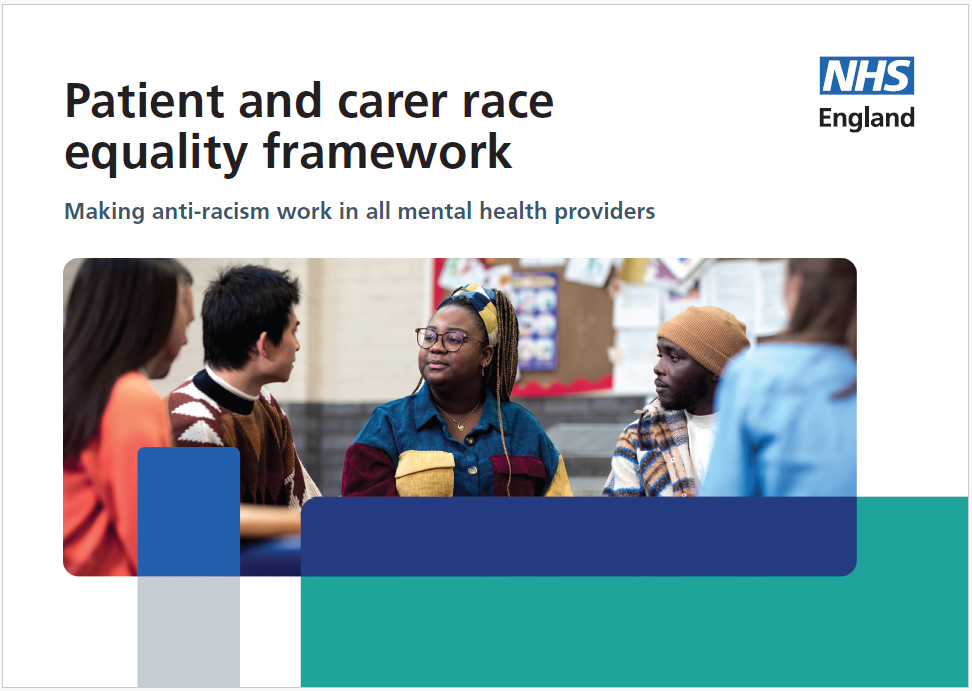 Patient and carer race
equality framework
NHS
England
Making anti-racism work in all mental health providers